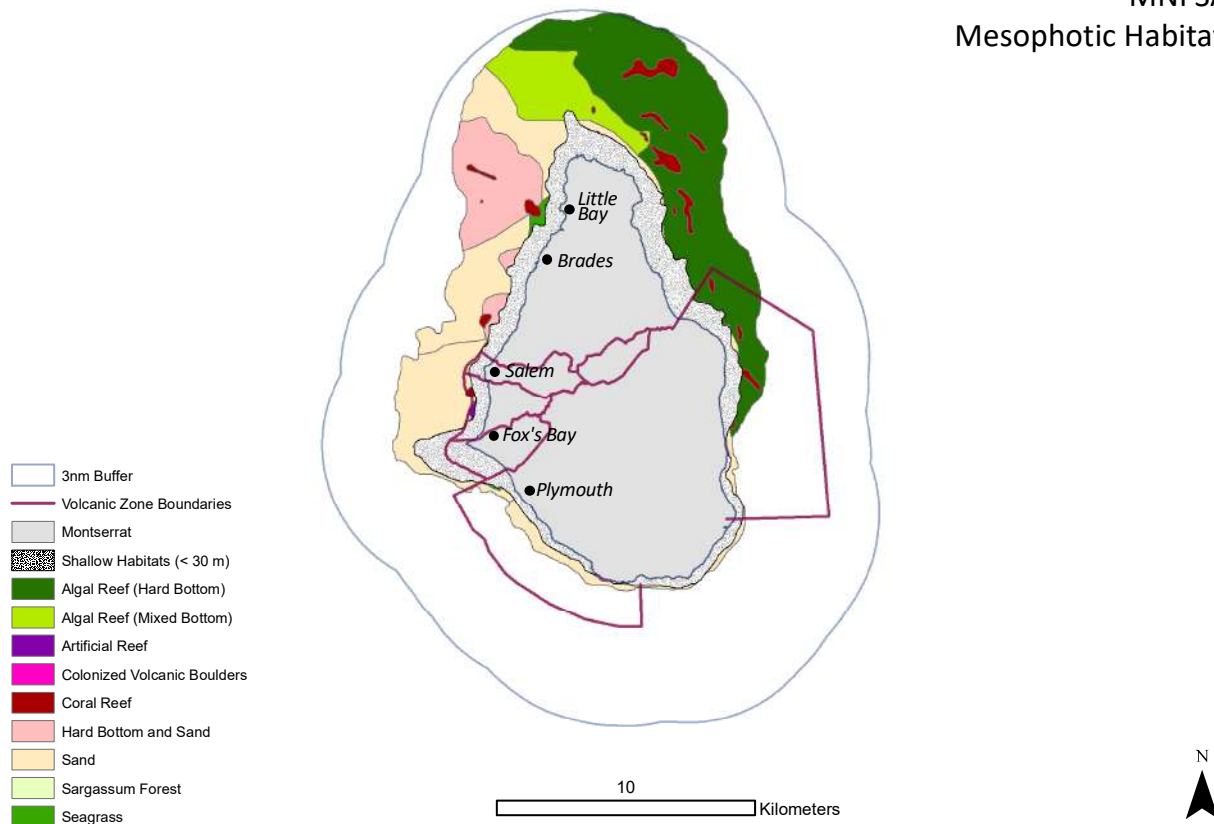 Little
Bay
Brades
Salem
Fox's Bay
Plymouth
3nm Buffer
Volcanic Zone Boundaries
Montserrat
Shallow Habitats (< 30 m)
Algal Reef (Hard Bottom)
Algal Reef (Mixed Bottom)
Artificial Reef
Colonized Volcanic Boulders
Coral Reef
Hard Bottom and Sand
Sand
Sargassum Forest
Seagrass
10
Kilometers
N
Mesophotic